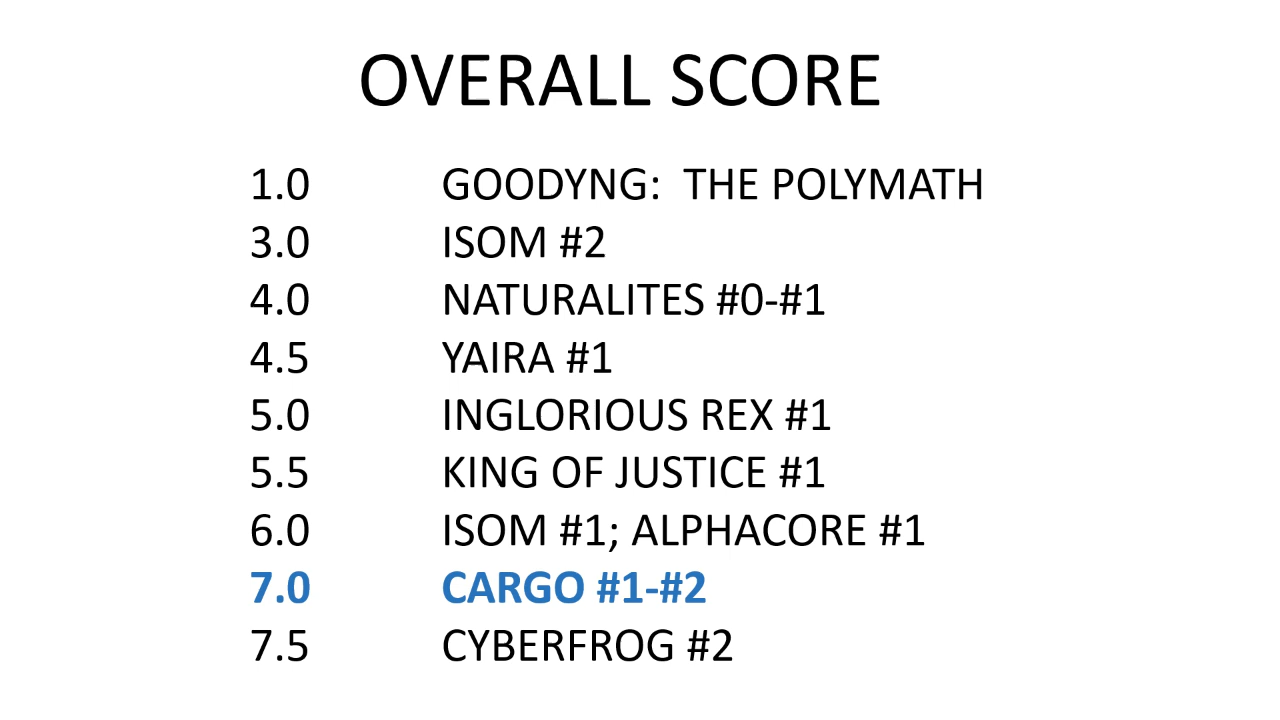 OVERALL SCORE
1.0 GOODYNG: THE POLYMATH
3.0 ISOM #2
4.0 NATURALITES #0-#1
4.5 YAIRA #1
5.0 INGLORIOUS REX #1
5.5 KING OF JUSTICE #1
6.0 ISOM #1; ALPHACORE #1
7.0 CARGO #1-#2
7.5 CYBERFROG #2